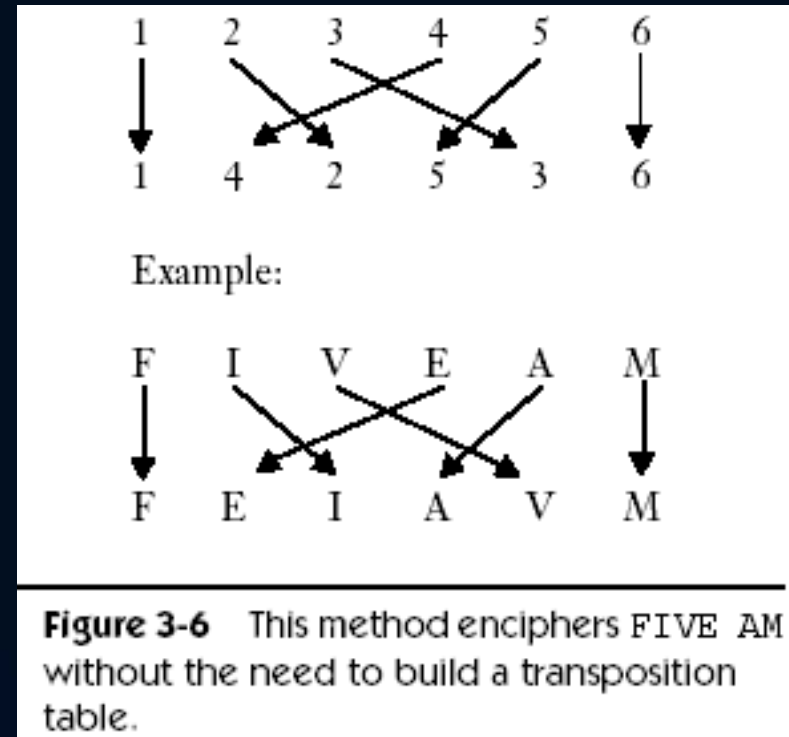 1 2 3 4 5 6
1 4 2 5 3 6
Example:
F I V E A M
F E I A V M
Figure 3-6 This method enciphers FIVE AM
without the need to build a transposition
table.